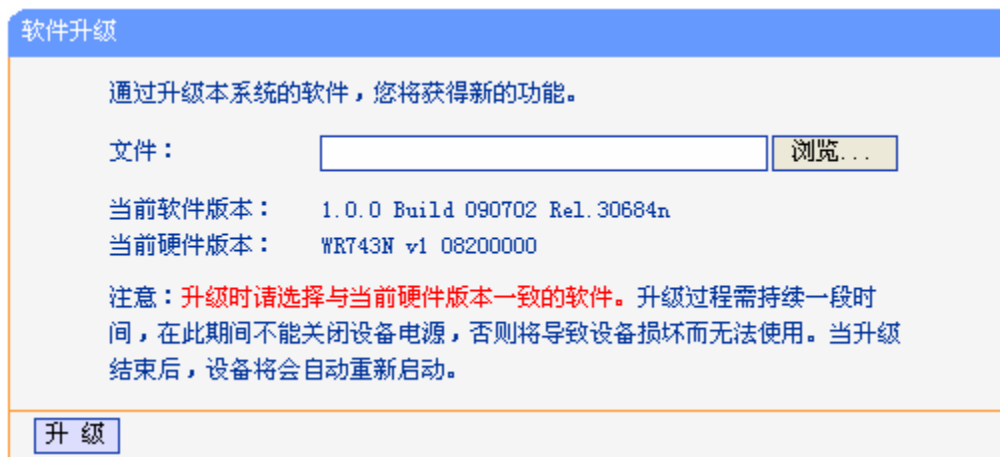 软件升级
通过升级本系统的软件，您将获得新的功能。
文件： 浏览...
当前软件版本： 1.0.0 Build 090702 Rel.30684n
当前硬件版本： WR743N v1 08200000
注意：升级时请选择与当前硬件版本一致的软件。升级过程需持续一段时
间，在此期间不能关闭设备电源，否则将导致设备损坏而无法使用。当升级
结束后，设备将会自动重新启动。
升 级